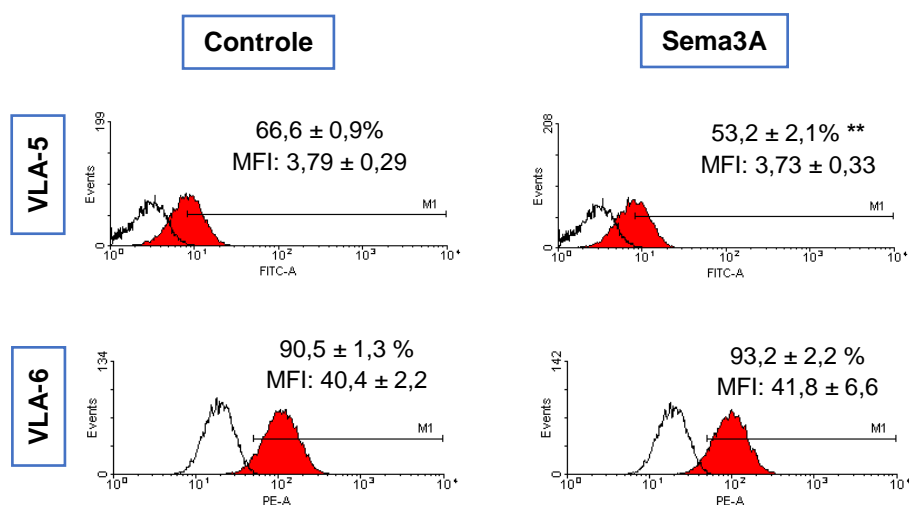 Controle
Sema3A
VLA-5
199
Events
0
66,6 ± 0,9%
MFI: 3,79 ± 0,29
M1
10⁰ 10¹ 10² 10³ 10⁴
FITC-A
208
Events
0
53,2 ± 2,1% **
MFI: 3,73 ± 0,33
M1
10⁰ 10¹ 10² 10³ 10⁴
FITC-A
VLA-6
134
Events
0
90,5 ± 1,3 %
MFI: 40,4 ± 2,2
M1
10⁰ 10¹ 10² 10³ 10⁴
PE-A
142
Events
0
93,2 ± 2,2 %
MFI: 41,8 ± 6,6
M1
10⁰ 10¹ 10² 10³ 10⁴
PE-A